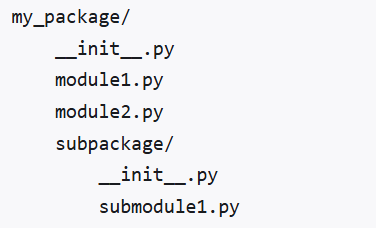 my_package/
    __init__.py
    module1.py
    module2.py
    subpackage/
        __init__.py
        submodule1.py